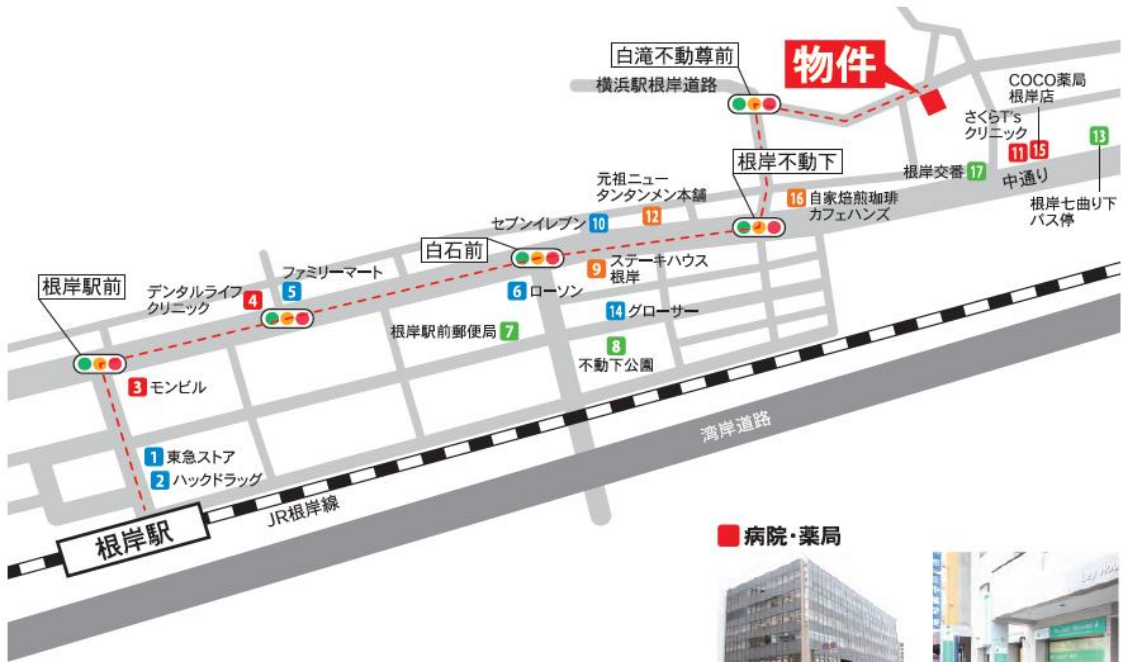 白滝不動尊前
物件
横浜駅根岸道路
COCO薬局
根岸店
さくらT's
クリニック
11
15
13
根岸不動下
根岸交番
17
中通り
根岸七曲り下
バス停
元祖ニュー
タンタンメン本舗
12
16
自家焙煎珈琲
カフェハンズ
セブンイレブン
10
白石前
9
ステーキハウス
根岸
ファミリーマート
5
根岸駅前
デンタルライフ
クリニック
4
6
ローソン
14
グローサー
根岸駅前郵便局
7
8
不動下公園
3
モンビル
湾岸道路
1
東急ストア
2
ハックドラッグ
JR根岸線
根岸駅
病院・薬局